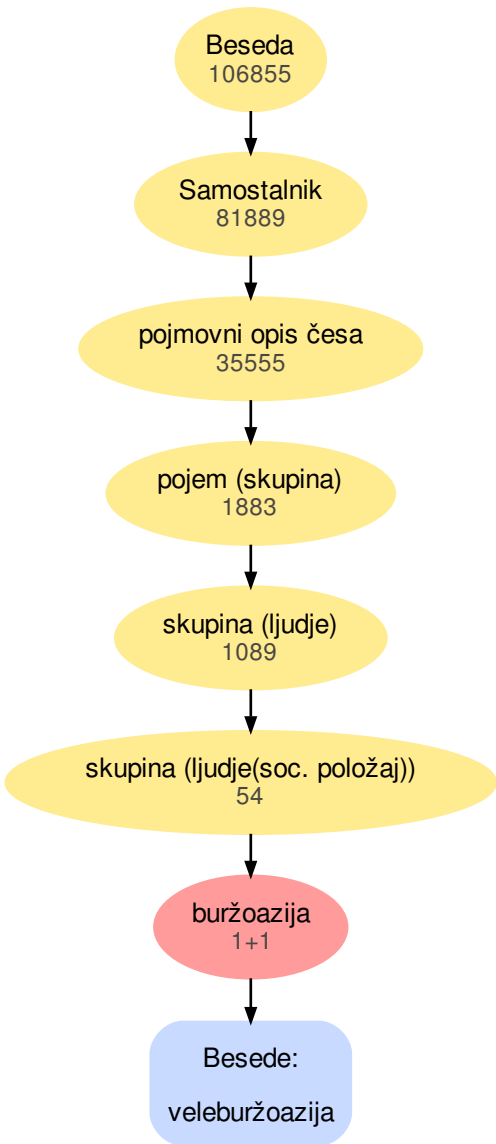 Beseda
106855
Samostalnik
81889
pojmovni opis česa
35555
pojem (skupina)
1883
skupina (ljudje)
1089
skupina (ljudje(soc. položaj))
54
buržoazija
1+1
Besede:
veleburžoazija